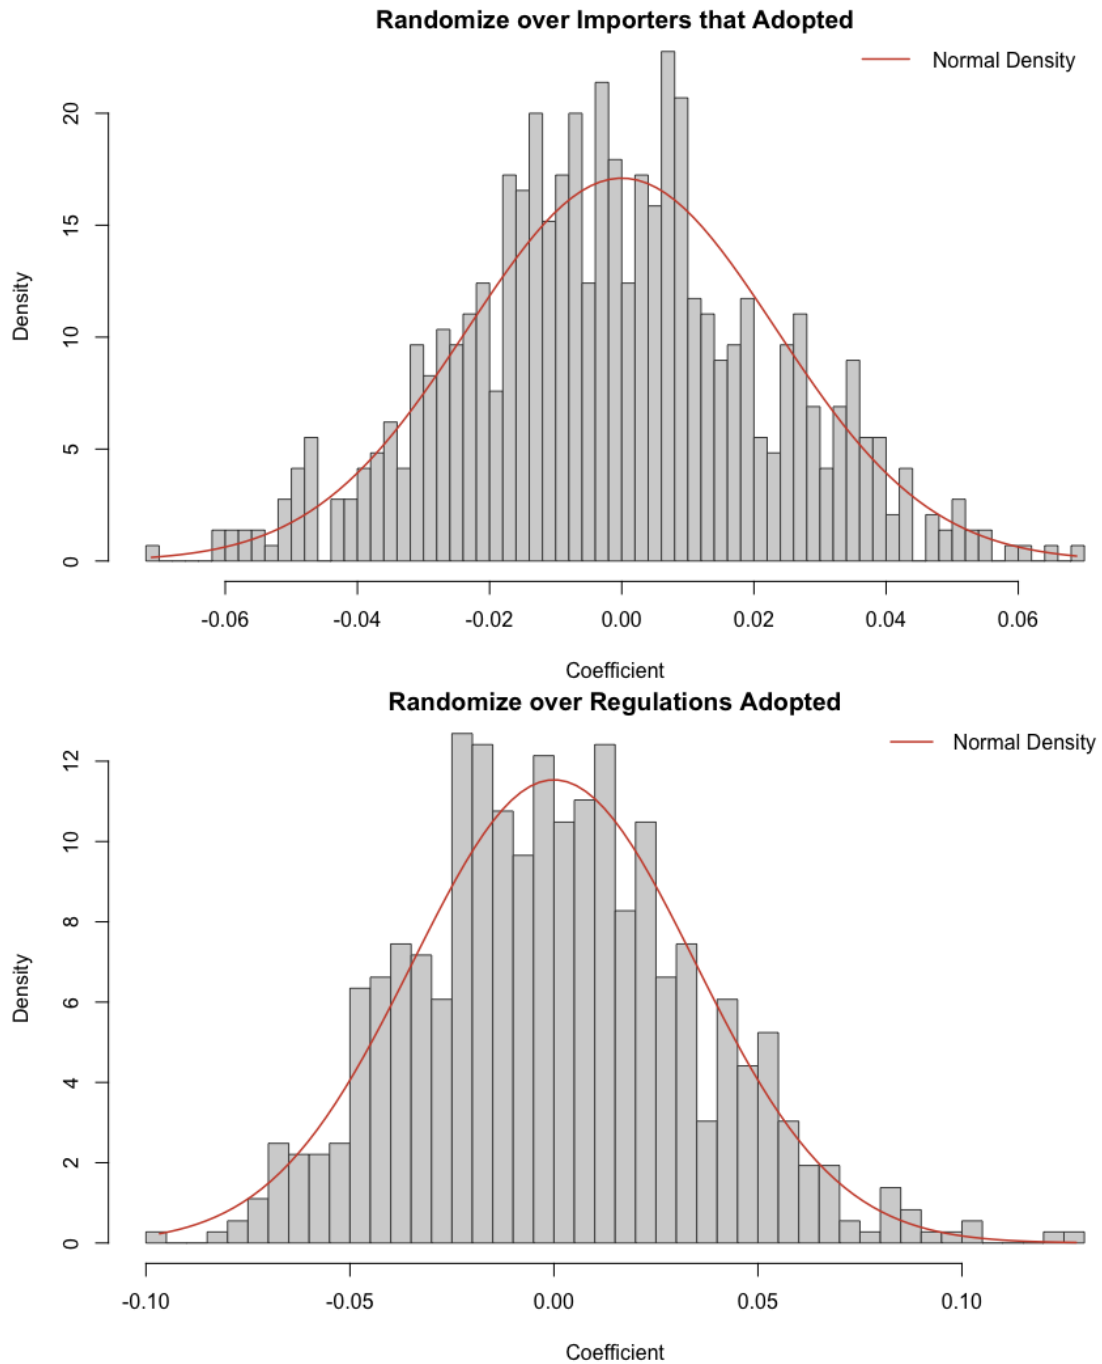 Randomize over Importers that Adopted
Normal Density
20
15
10
5
0
Density
-0.06 -0.04 -0.02 0.00 0.02 0.04 0.06
Coefficient
Randomize over Regulations Adopted
Normal Density
12
10
8
6
4
2
0
Density
-0.10 -0.05 0.00 0.05 0.10
Coefficient